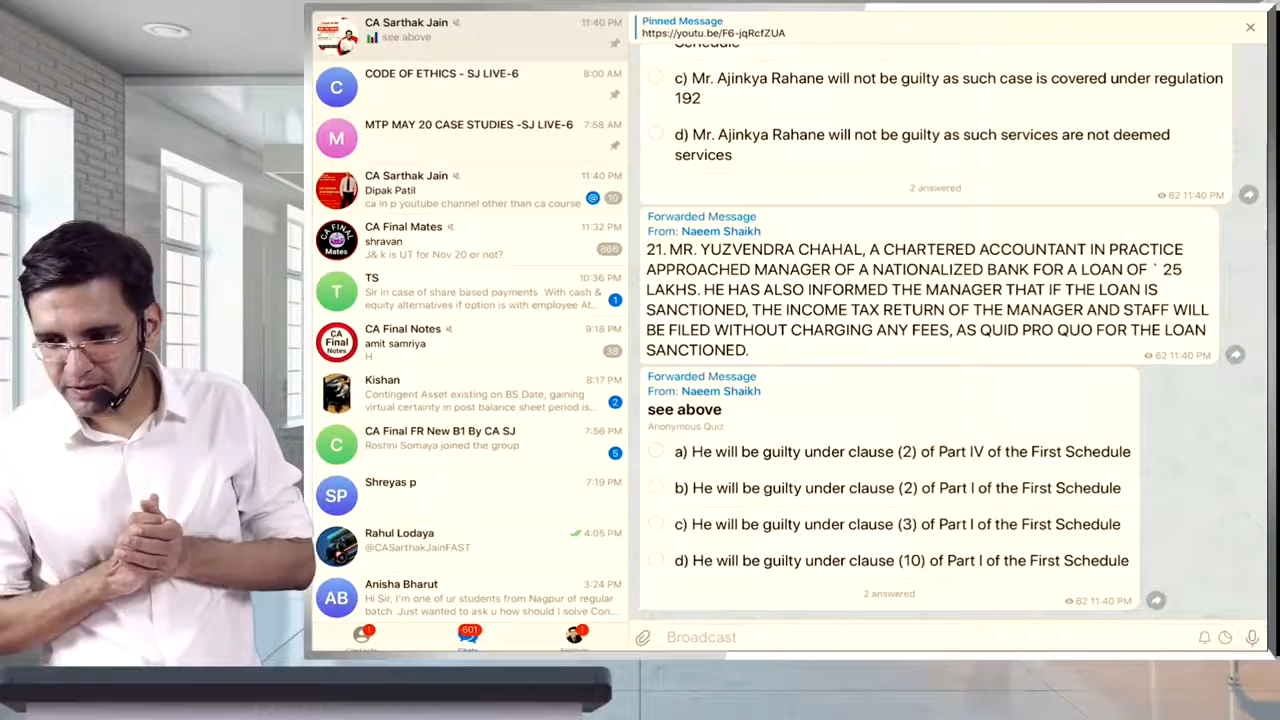 CA Sarthak Jain
11:40 PM
see above
CODE OF ETHICS - SJ LIVE-6
8:00 AM
C
MTP MAY 20 CASE STUDIES -SJ LIVE-6
7:58 AM
M
CA Sarthak Jain
11:40 PM
Dipak Patil
ca in p youtube channel other than ca course
@ 10
CA Final Mates
11:32 PM
shravan
J& k is UT for Nov 20 or not?
866
CA FINAL
Mates
TS
10:36 PM
Sir in case of share based payments With cash &
equity alternatives if option is with employee At...
1
T
CA Final Notes
9:18 PM
amit samriya
H
38
CA
Final
Notes
Kishan
8:17 PM
Contingent Asset existing on BS Date, gaining
virtual certainty in post balance sheet period is...
2
CA Final FR New B1 By CA SJ
7:56 PM
Roshni Somaya joined the group
5
C
Shreyas p
7:19 PM
SP
Rahul Lodaya
4:05 PM
@CASarthakJainFAST
Anisha Bharut
3:24 PM
Hi Sir, I'm one of ur students from Nagpur of regular
batch Just wanted to ask u how should I solve Con...
AB
1
601
!
Pinned Message
https://youtu.be/F6-jqRcfZUA
Schedule
c) Mr. Ajinkya Rahane will not be guilty as such case is covered under regulation
192
d) Mr. Ajinkya Rahane will not be guilty as such services are not deemed
services
2 answered
62 11:40 PM
Forwarded Message
From: Naeem Shaikh
21. MR. YUZVENDRA CHAHAL, A CHARTERED ACCOUNTANT IN PRACTICE
APPROACHED MANAGER OF A NATIONALIZED BANK FOR A LOAN OF ` 25
LAKHS. HE HAS ALSO INFORMED THE MANAGER THAT IF THE LOAN IS
SANCTIONED, THE INCOME TAX RETURN OF THE MANAGER AND STAFF WILL
BE FILED WITHOUT CHARGING ANY FEES, AS QUID PRO QUO FOR THE LOAN
SANCTIONED.
62 11:40 PM
Forwarded Message
From: Naeem Shaikh
see above
Anonymous Quiz
a) He will be guilty under clause (2) of Part IV of the First Schedule
b) He will be guilty under clause (2) of Part I of the First Schedule
c) He will be guilty under clause (3) of Part I of the First Schedule
d) He will be guilty under clause (10) of Part I of the First Schedule
2 answered
62 11:40 PM
Broadcast